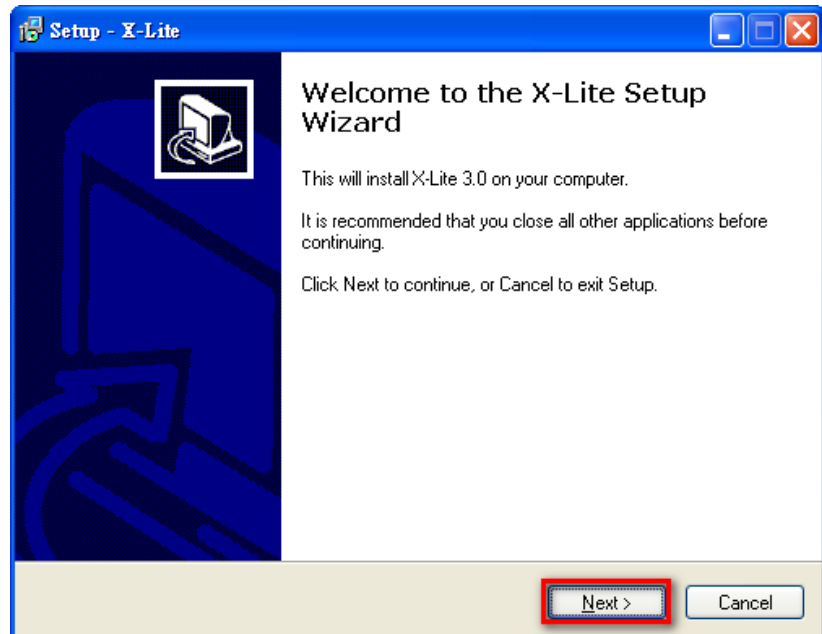 Setup - X-Lite
Welcome to the X-Lite Setup
Wizard
This will install X-Lite 3.0 on your computer.
It is recommended that you close all other applications before
continuing.
Click Next to continue, or Cancel to exit Setup.
Next >
Cancel